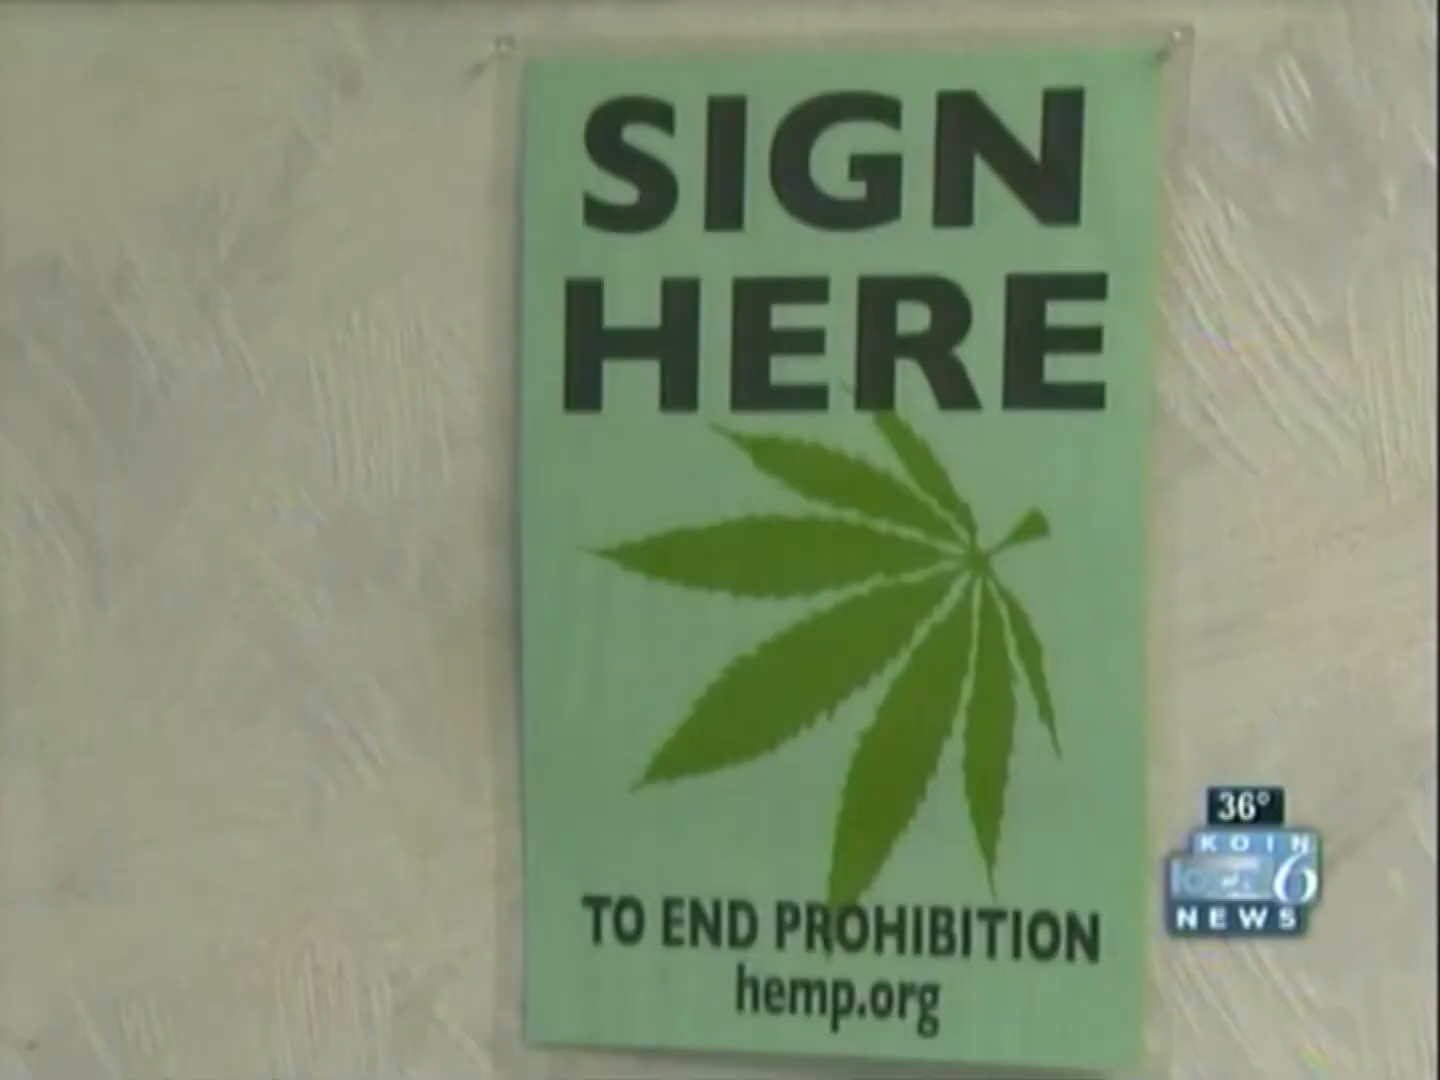 SIGN
HERE
TO END PROHIBITION
hemp.org
36°
KOIN
6
NEWS